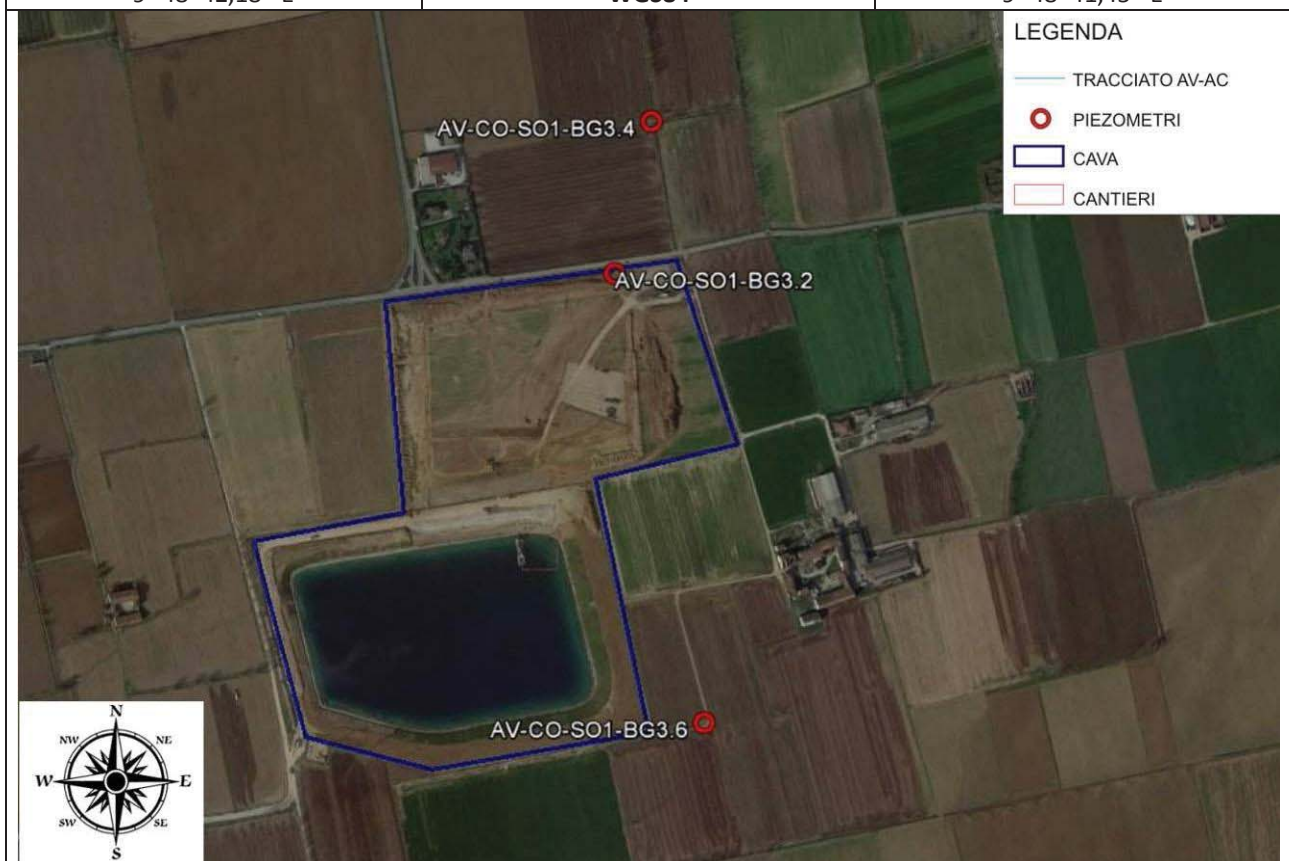 LEGENDA
TRACCIATO AV-AC
PIEZOMETRI
CAVA
CANTIERI
AV-CO-SO1-BG3.4
AV-CO-SO1-BG3.2
AV-CO-SO1-BG3.6
N
NW NE
W E
SW SE
S